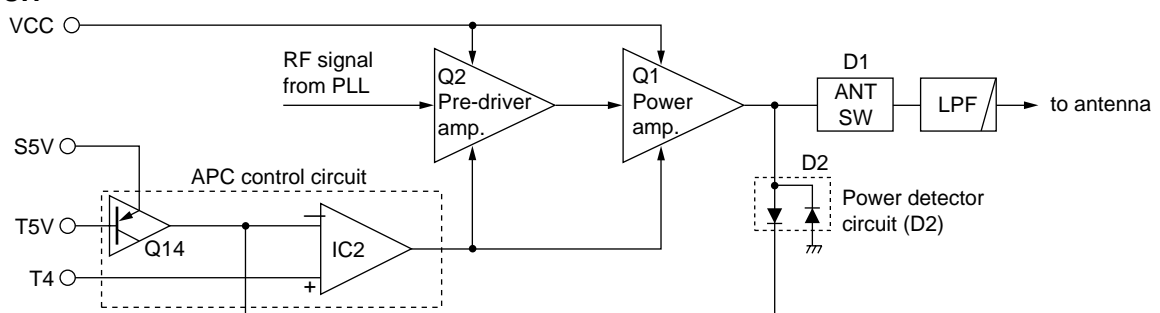 VCC
RF signal
from PLL
Q2
Pre-driver
amp.
Q1
Power
amp.
D1
ANT
SW
LPF
to antenna
S5V
APC control circuit
D2
Power detector
circuit (D2)
T5V
Q14
IC2
T4
–
+